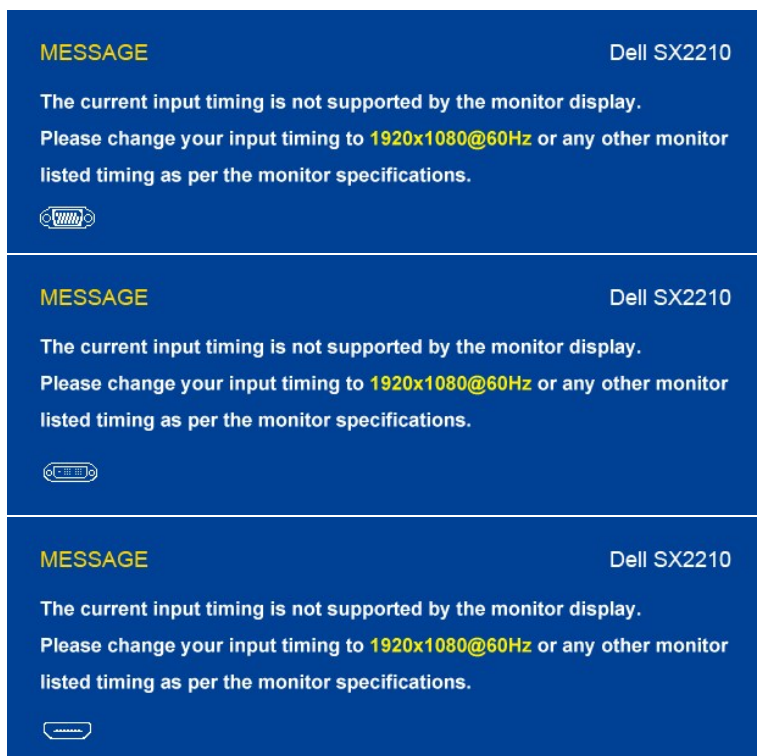 MESSAGE Dell SX2210
The current input timing is not supported by the monitor display.
Please change your input timing to 1920x1080@60Hz or any other monitor
listed timing as per the monitor specifications.
MESSAGE Dell SX2210
The current input timing is not supported by the monitor display.
Please change your input timing to 1920x1080@60Hz or any other monitor
listed timing as per the monitor specifications.
MESSAGE Dell SX2210
The current input timing is not supported by the monitor display.
Please change your input timing to 1920x1080@60Hz or any other monitor
listed timing as per the monitor specifications.